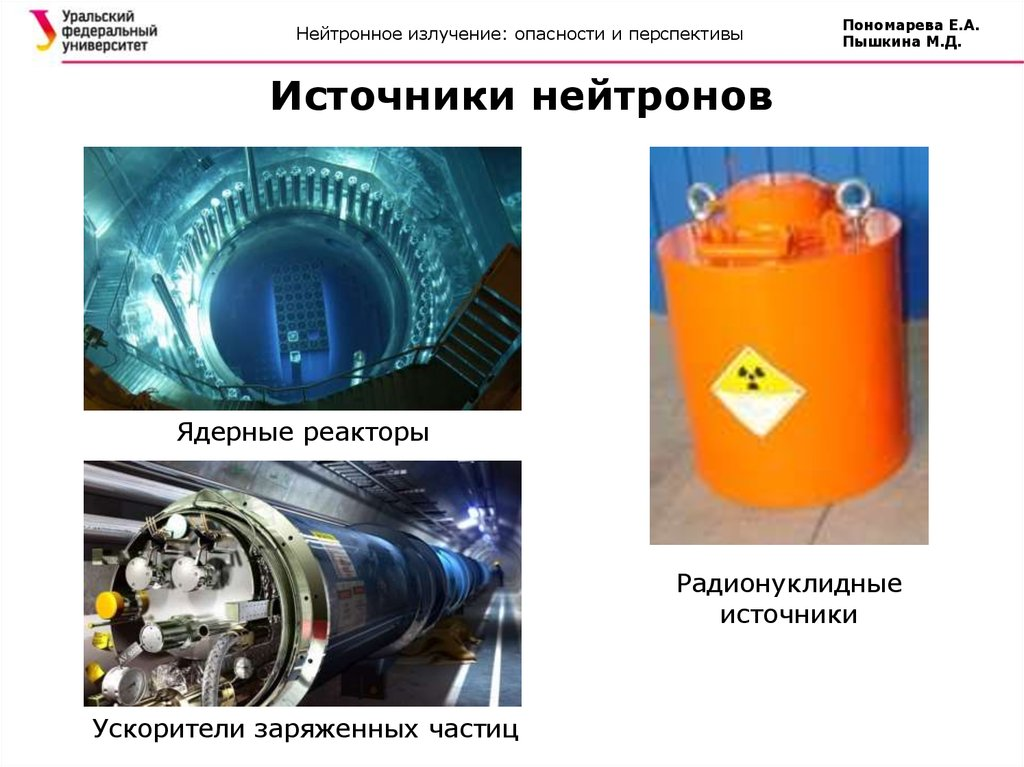 Уральский
федеральный
университет
Нейтронное излучение: опасности и перспективы
Пономарева Е.А.
Пышкина М.Д.
Источники нейтронов
Ядерные реакторы
Радионуклидные
источники
Ускорители заряженных частиц